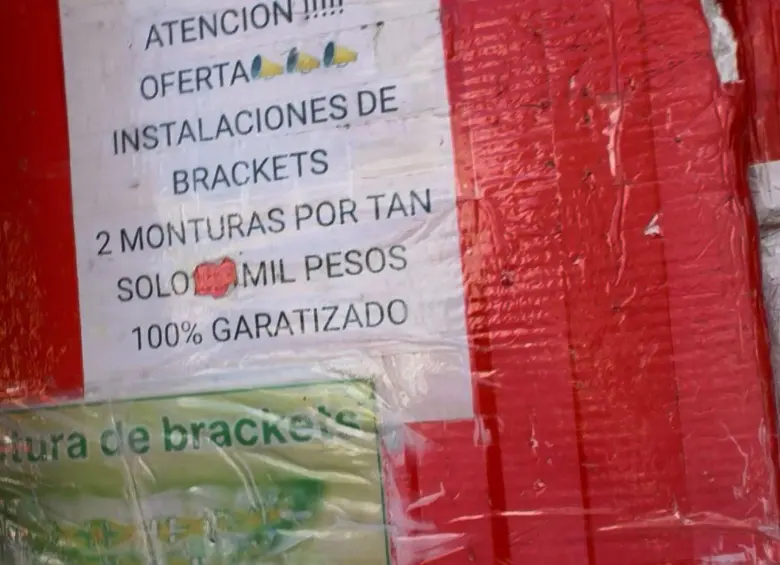 ATENCION !!!!!
OFERTA
INSTALACIONES DE
BRACKETS
2 MONTURAS POR TAN
SOLO MIL PESOS
100% GARATIZADO
tura de brackets